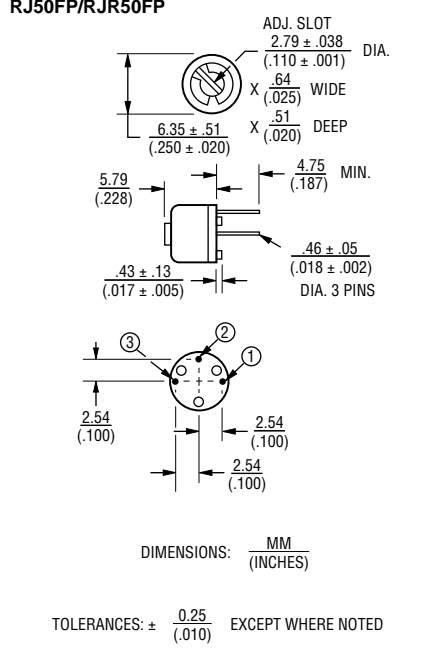 RJ50FP/RJR50FP
ADJ. SLOT
2.79 ± .038
(.110 ± .001)
DIA.
X .64
(.025)
WIDE
X .51
(.020)
DEEP
6.35 ± .51
(.250 ± .020)
4.75
(.187)
MIN.
5.79
(.228)
.46 ± .05
(.018 ± .002)
DIA. 3 PINS
.43 ± .13
(.017 ± .005)
2
3
1
2.54
(.100)
2.54
(.100)
2.54
(.100)
DIMENSIONS: MM
(INCHES)
TOLERANCES: ± 0.25
(.010)
EXCEPT WHERE NOTED